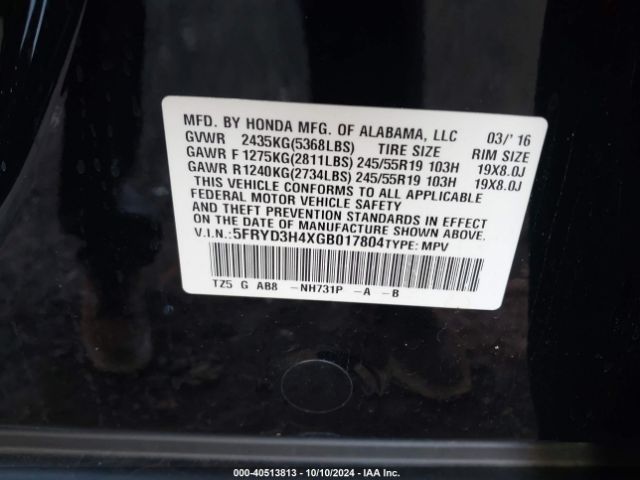 MFD. BY HONDA MFG. OF ALABAMA, LLC 03/'16
GVWR 2435KG(5368LBS) TIRE SIZE RIM SIZE
GAWR F 1275KG(2811LBS) 245/55R19 103H 19X8.0J
GAWR R1240KG(2734LBS) 245/55R19 103H 19X8.0J
THIS VEHICLE CONFORMS TO ALL APPLICABLE
FEDERAL MOTOR VEHICLE SAFETY
AND THEFT PREVENTION STANDARDS IN EFFECT
ON THE DATE OF MANUFACTURE SHOWN ABOVE.
V.I.N.:5FRYD3H4XGB017804TYPE: MPV
TZ5 G AB8 -NH731P -A -B
000-40513813 - 10/10/2024 - IAA Inc.